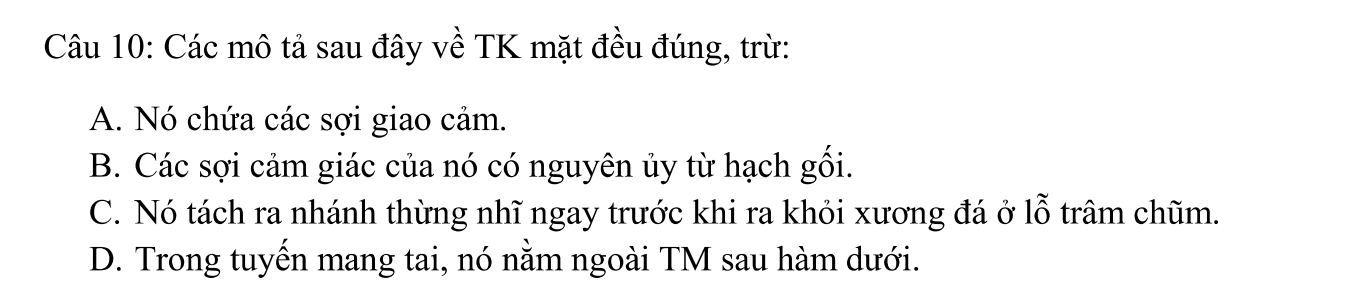 Câu 10: Các mô tả sau đây về TK mặt đều đúng, trừ:
A. Nó chứa các sợi giao cảm.
B. Các sợi cảm giác của nó có nguyên ủy từ hạch gối.
C. Nó tách ra nhánh thừng nhĩ ngay trước khi ra khỏi xương đá ở lỗ trâm chũm.
D. Trong tuyến mang tai, nó nằm ngoài TM sau hàm dưới.